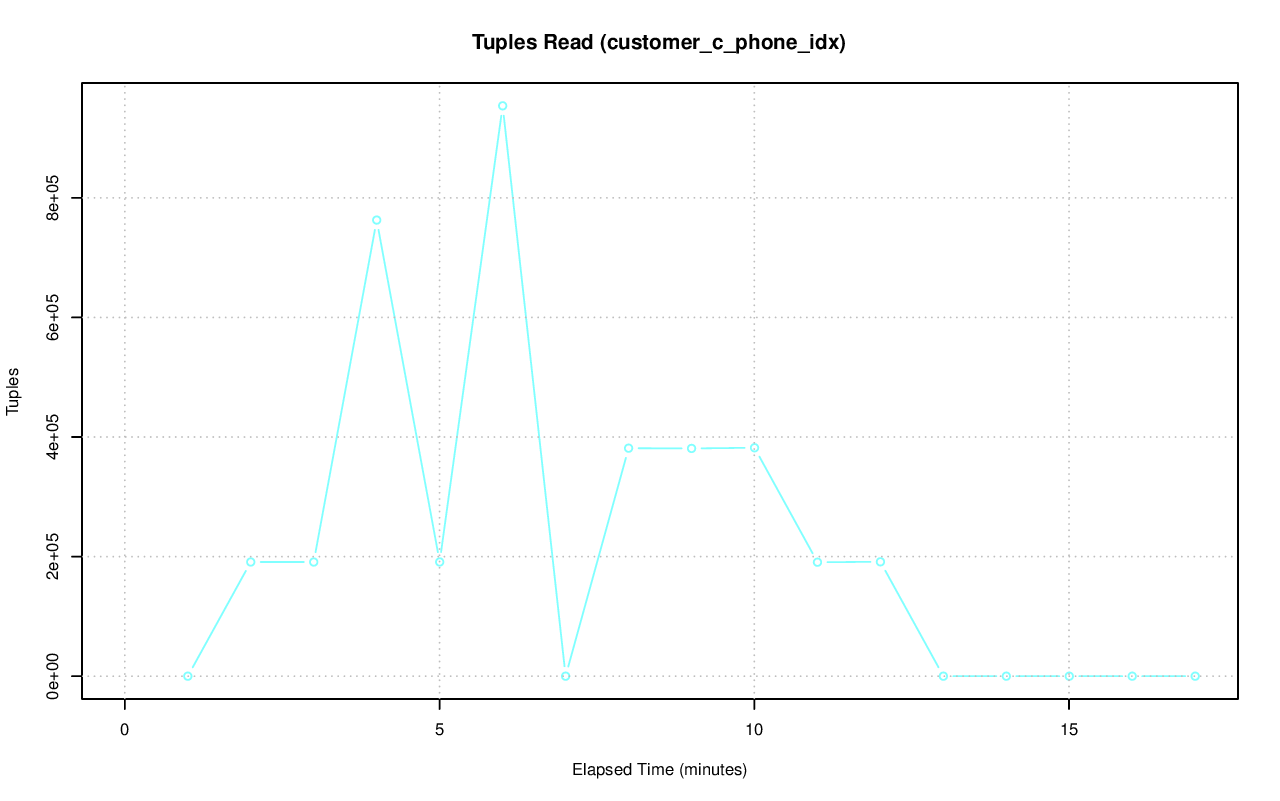 Tuples Read (customer_c_phone_idx)
Tuples
8e+05
6e+05
4e+05
2e+05
0e+00
0 5 10 15
Elapsed Time (minutes)